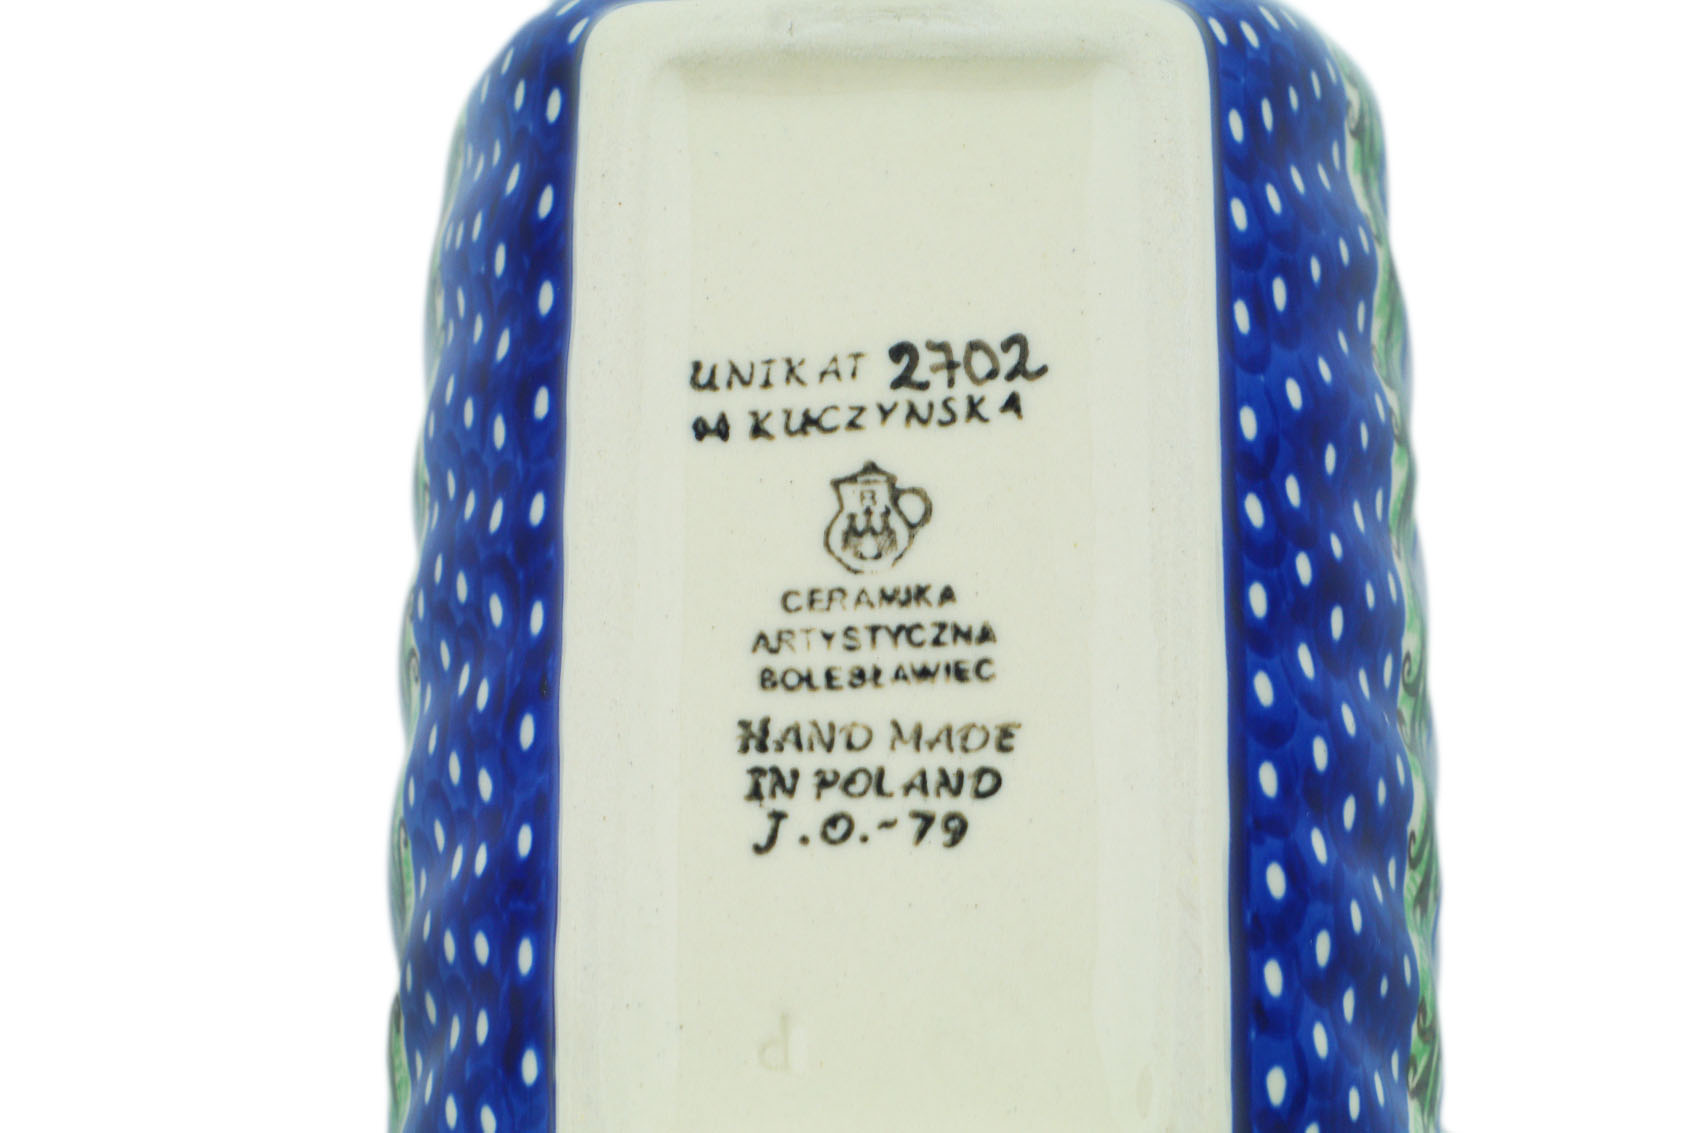 UNIKAT 2702
M KUCZYNSKA
CERAMIKA
ARTYSTYCZNA
BOLESŁAWIEC
HAND MADE
IN POLAND
J.O.-79
P